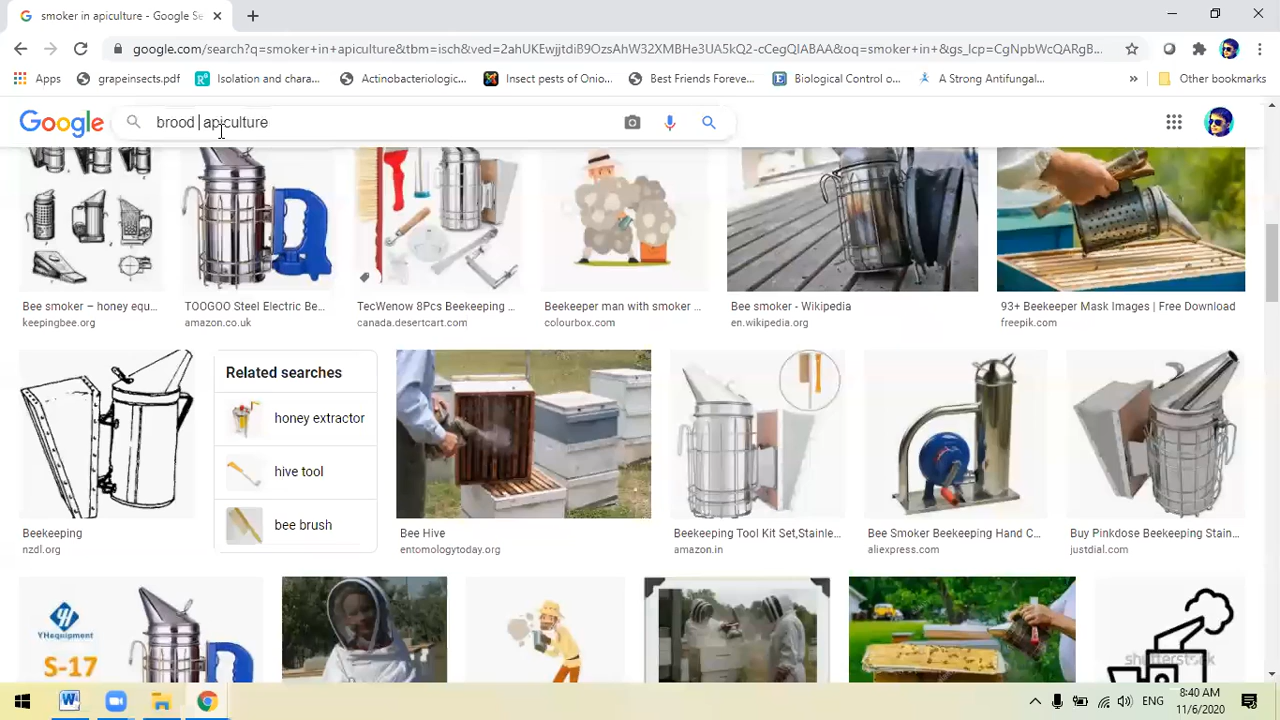 smoker in apiculture - Google Se
google.com/search?q=smoker+in+apiculture&tbm=isch&ved=2ahUKEwjjtdiB9OzsAhW32XMBHe3UA5kQ2-cCegQIABAA&oq=smoker+in+&gs_lcp=CgNpbWcQARgB...
Apps
grapeinsects.pdf
Isolation and chara...
Actinobacteriologic...
Insect pests of Onio...
Best Friends Foreve...
Biological Control o...
A Strong Antifungal...
»
Other bookmarks
Google
brood apiculture
Bee smoker – honey equ...
keepingbee.org
TOOGOO Steel Electric Be...
amazon.co.uk
TecWenow 8Pcs Beekeeping ...
canada.desertcart.com
Beekeeper man with smoker ...
colourbox.com
Bee smoker - Wikipedia
en.wikipedia.org
93+ Beekeeper Mask Images | Free Download
freepik.com
Related searches
honey extractor
hive tool
bee brush
Beekeeping
nzdl.org
Bee Hive
entomologytoday.org
Beekeeping Tool Kit Set,Stainle...
amazon.in
Bee Smoker Beekeeping Hand C...
aliexpress.com
Buy Pinkdose Beekeeping Stain...
justdial.com
YHequipment
S-17
shutterstock
ENG
8:40 AM
11/6/2020